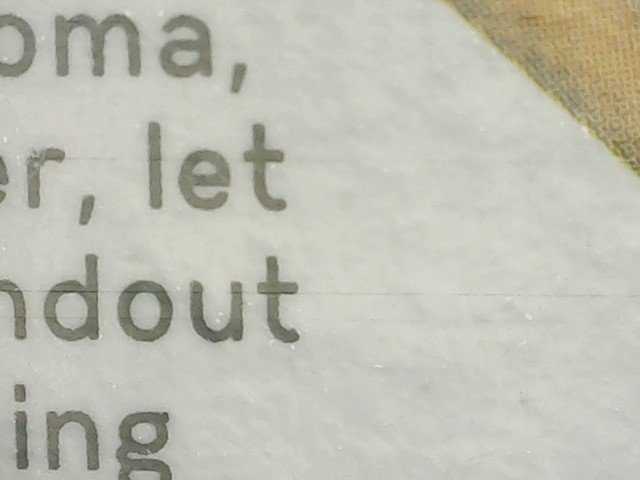 oma,
er, let
ndout
ing